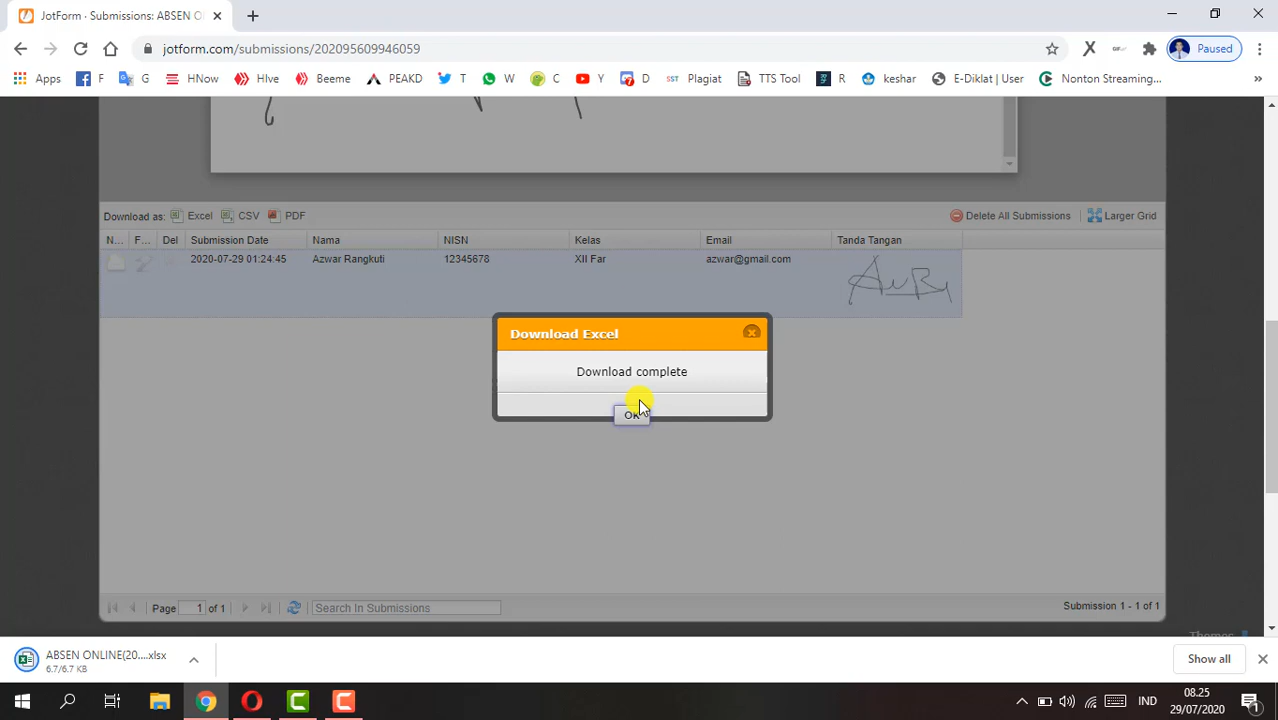 JotForm · Submissions: ABSEN O
jotform.com/submissions/202095609946059
Paused
Apps F G HNow HIve Beeme PEAKD T W C Y D SST Plagiat TTS Tool R keshar E-Diklat | User Nonton Streaming... »
Download as: Excel CSV PDF Delete All Submissions Larger Grid
N... F... Del Submission Date Nama NISN Kelas Email Tanda Tangan
2020-07-29 01:24:45 Azwar Rangkuti 12345678 XII Far azwar@gmail.com
Download Excel
Download complete
OK
Page 1 of 1 Search In Submissions Submission 1 - 1 of 1
Themes
ABSEN ONLINE(20....xlsx
6.7/6.7 KB
Show all
IND
08.25
29/07/2020
1